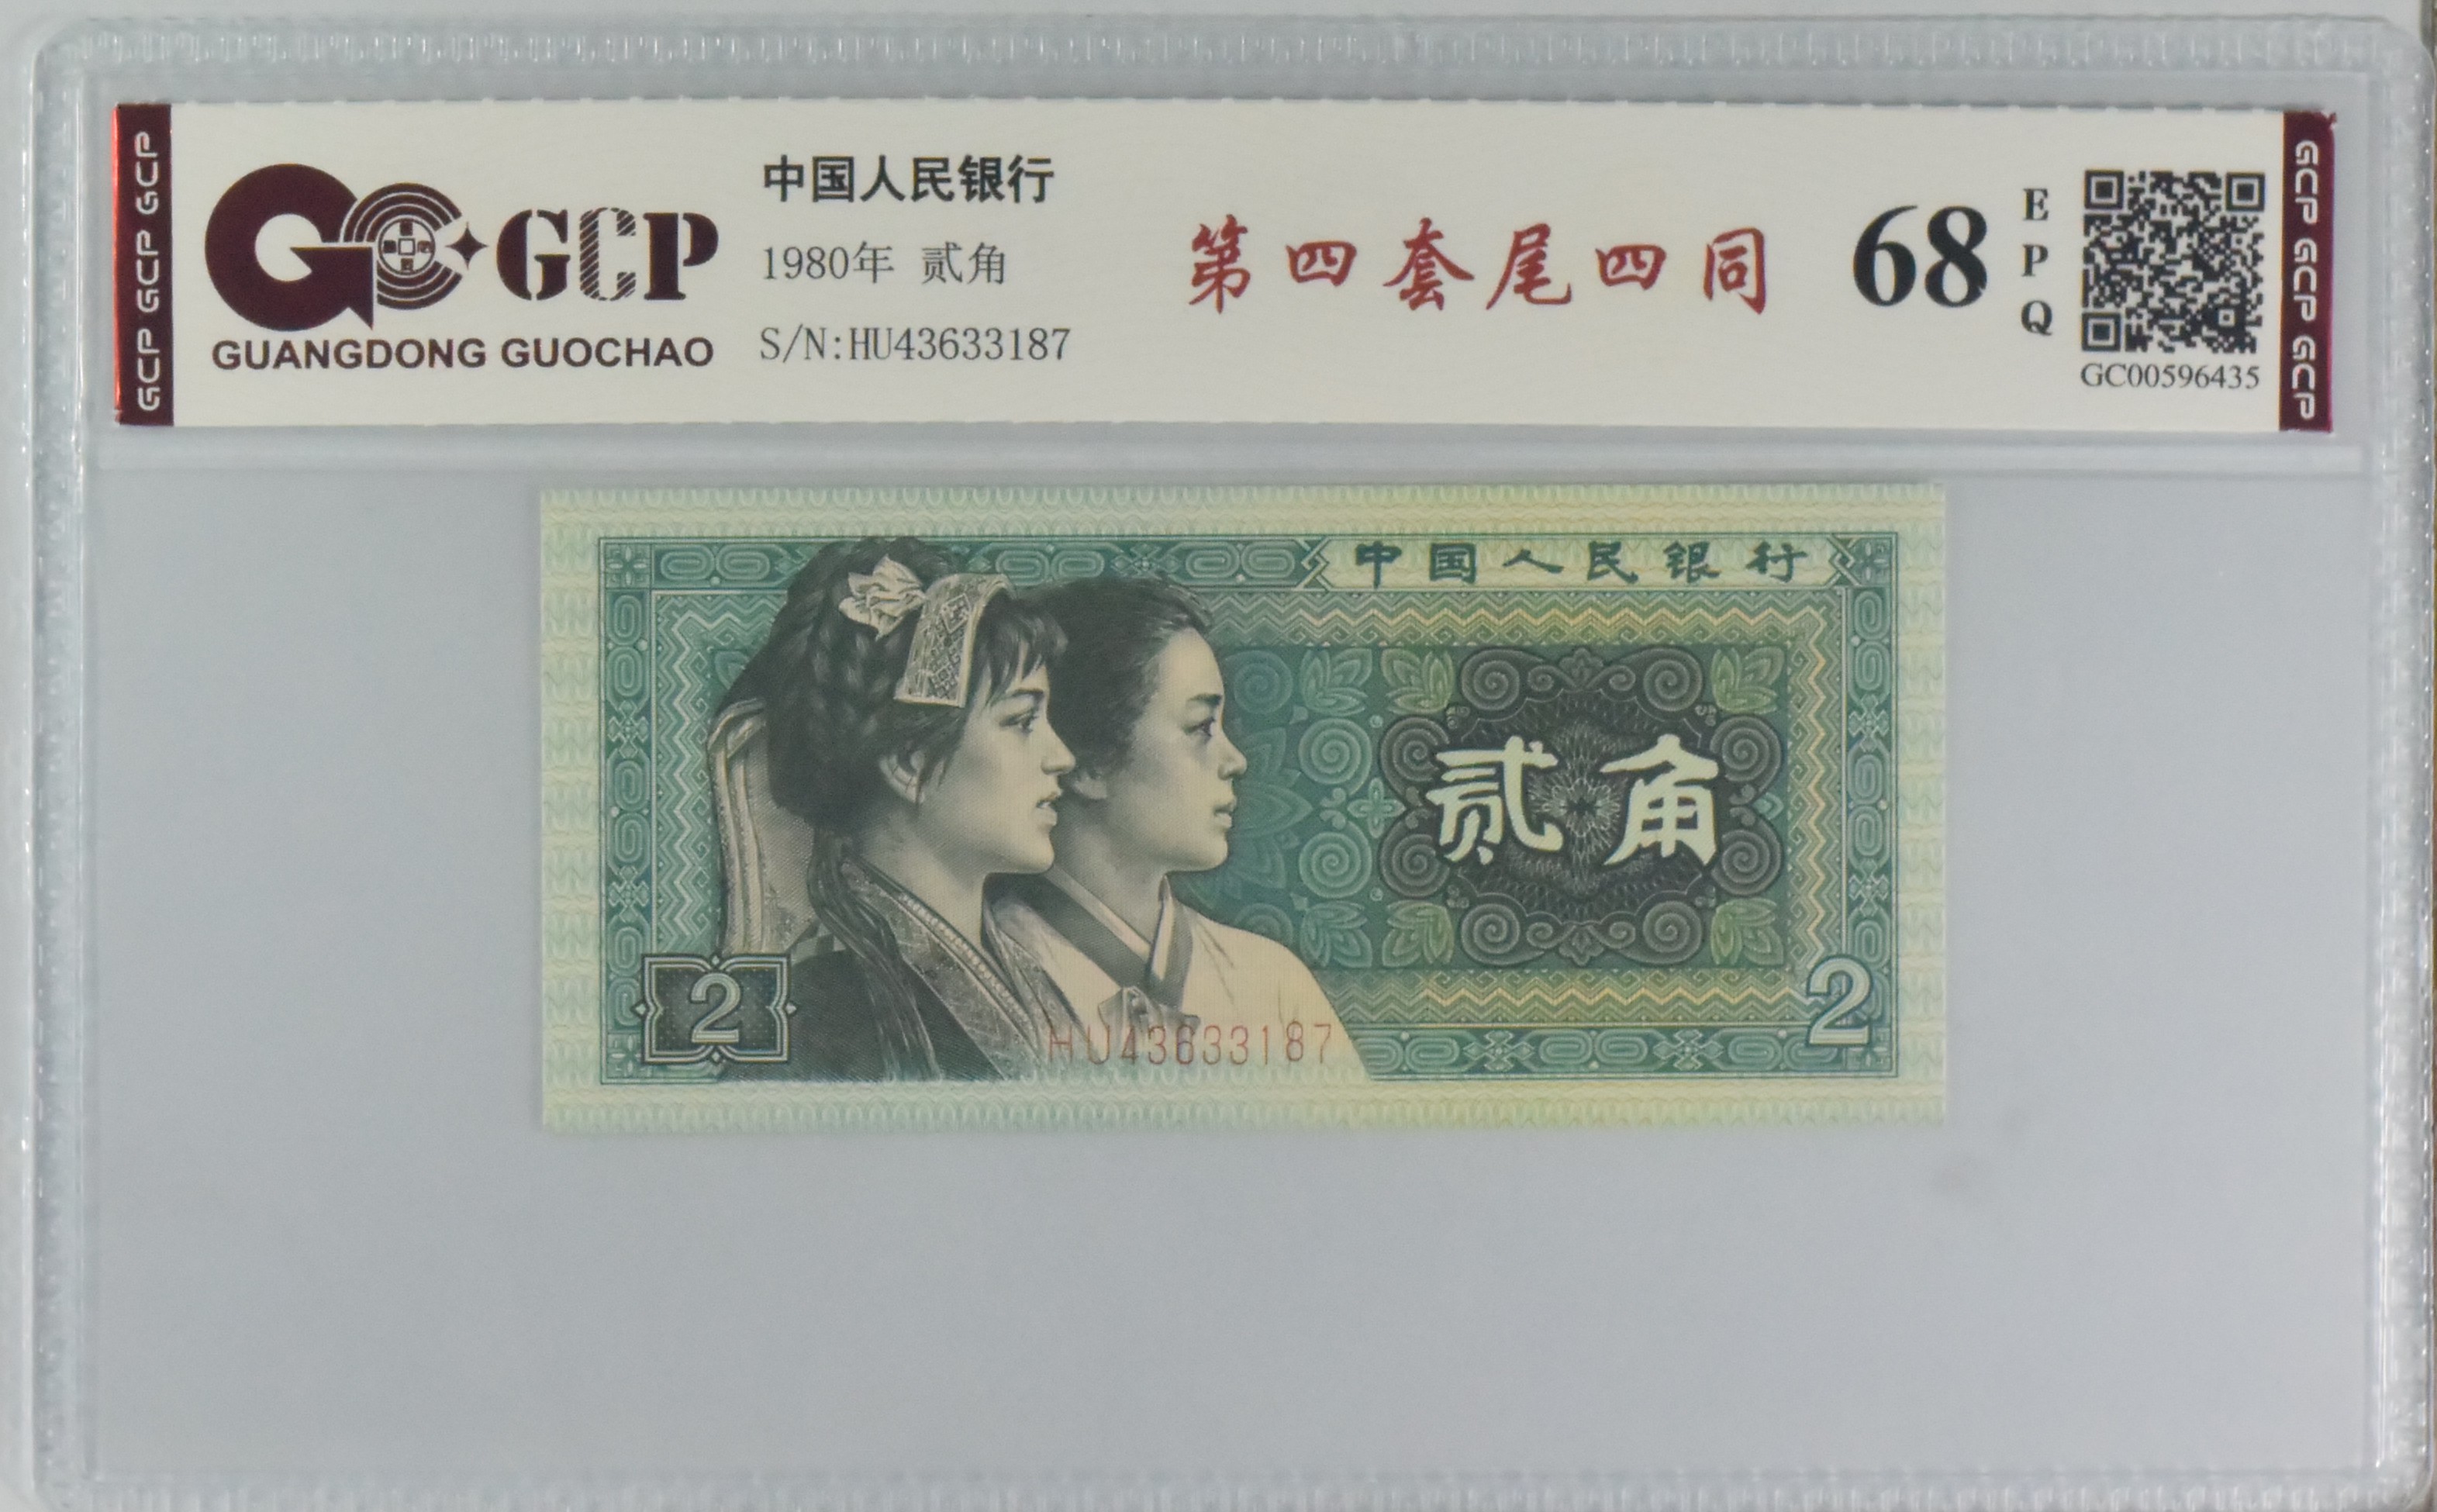 GCP GCP GCP
GCP
GUANGDONG GUOCHAO
中国人民银行
1980年 贰角
S/N:HU43633187
第四套尾四同
68
EPQ
GC00596435
GCP GCP GCP
中国人民银行
贰角
2
HU43633187
2